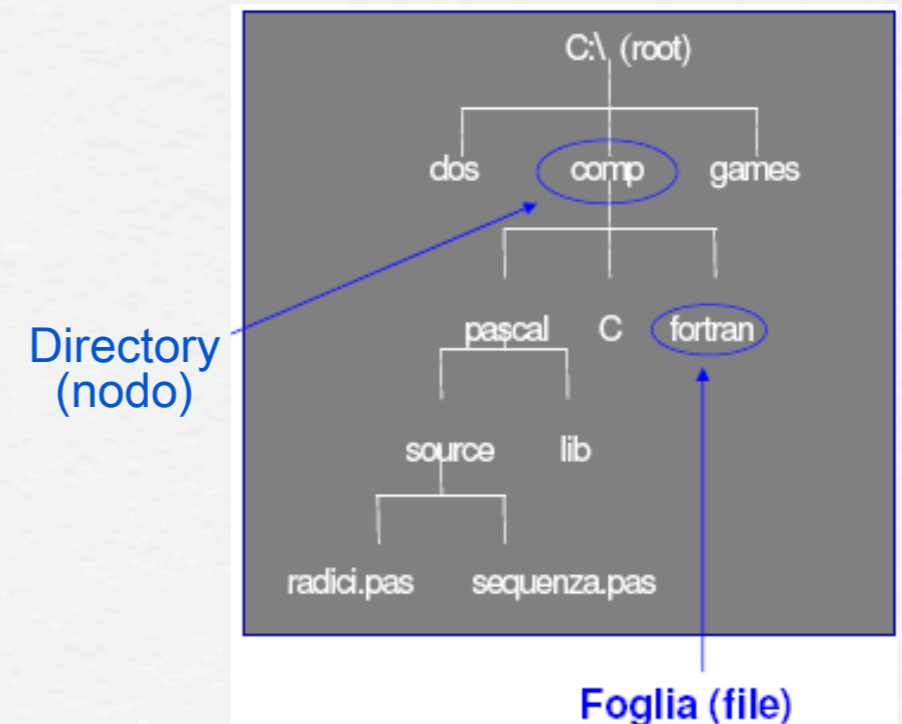 C:\ (root)
dos comp games
pascal C fortran
Directory
(nodo)
source lib
radici.pas sequenza.pas
Foglia (file)